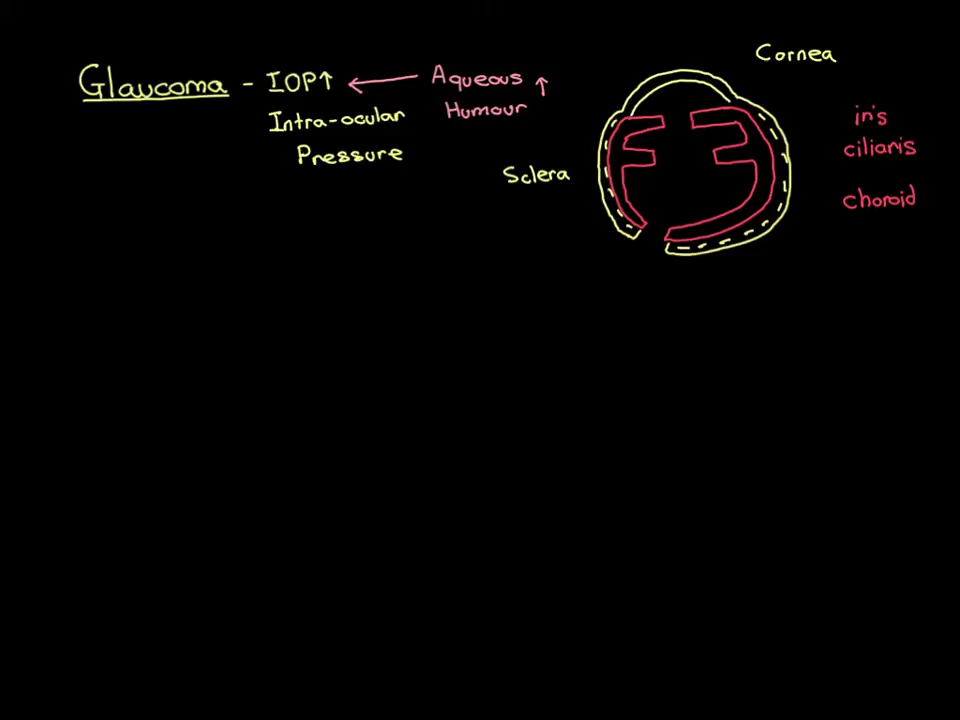 Glaucoma - IOP↑ ← Aqueous ↑
Humour
Intra-ocular
Pressure
Cornea
Sclera
iris
ciliaris
choroid